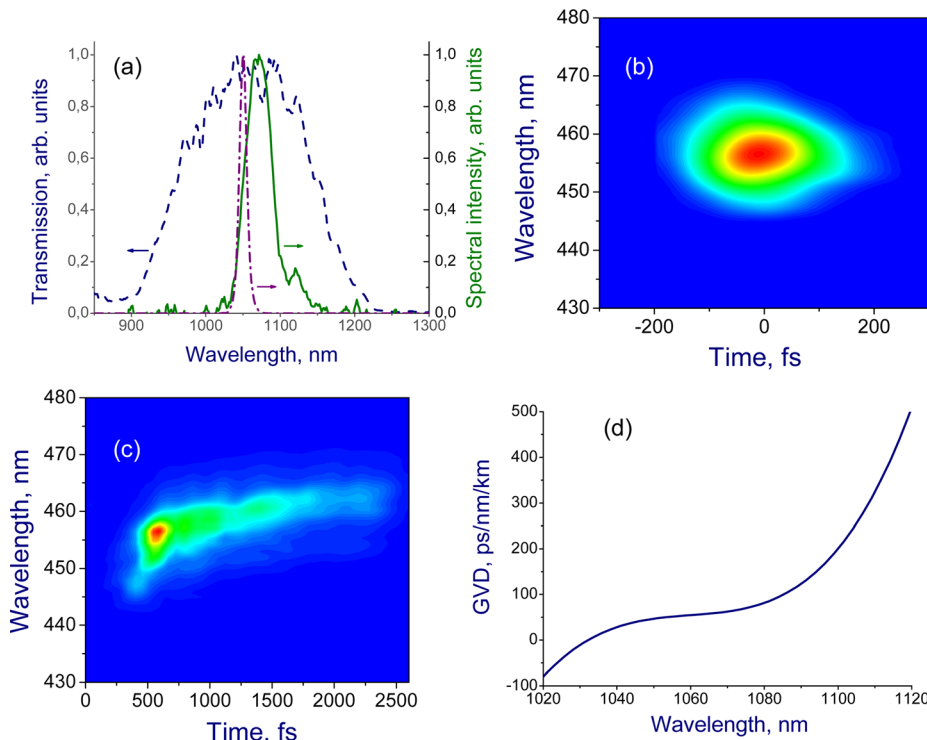 (a)
Transmission, arb. units
1,0
0,8
0,6
0,4
0,2
0,0
1,0
0,8
0,6
0,4
0,2
0,0
Spectral intensity, arb. units
900 1000 1100 1200 1300
Wavelength, nm
(b)
Wavelength, nm
480
470
460
450
440
430
-200 0 200
Time, fs
(c)
Wavelength, nm
480
470
460
450
440
430
0 500 1000 1500 2000 2500
Time, fs
(d)
GVD, ps/nm/km
500
400
300
200
100
0
-100
1020 1040 1060 1080 1100 1120
Wavelength, nm